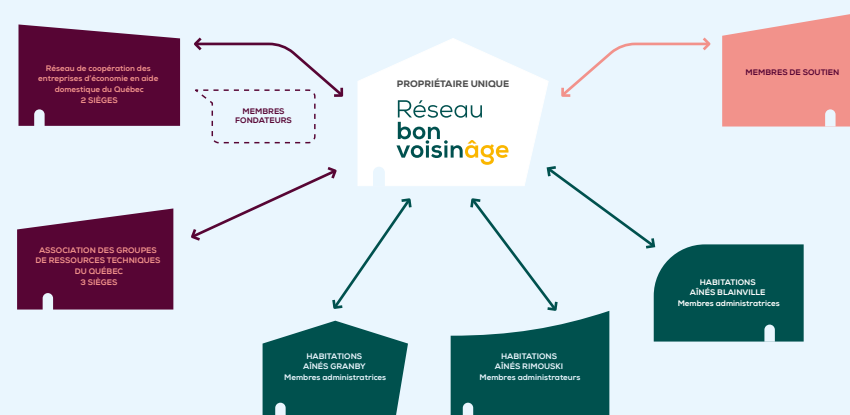 Réseau de coopération des
entreprises d'économie en aide
domestique du Québec
2 SIÈGES
MEMBRES
FONDATEURS
PROPRIÉTAIRE UNIQUE
Réseau
bon
voisinâge
MEMBRES DE SOUTIEN
ASSOCIATION DES GROUPES
DE RESSOURCES TECHNIQUES
DU QUÉBEC
3 SIÈGES
HABITATIONS
AÎNÉS GRANBY
Membres administratrices
HABITATIONS
AÎNÉS RIMOUSKI
Membres administrateurs
HABITATIONS
AÎNÉS BLAINVILLE
Membres administratrices